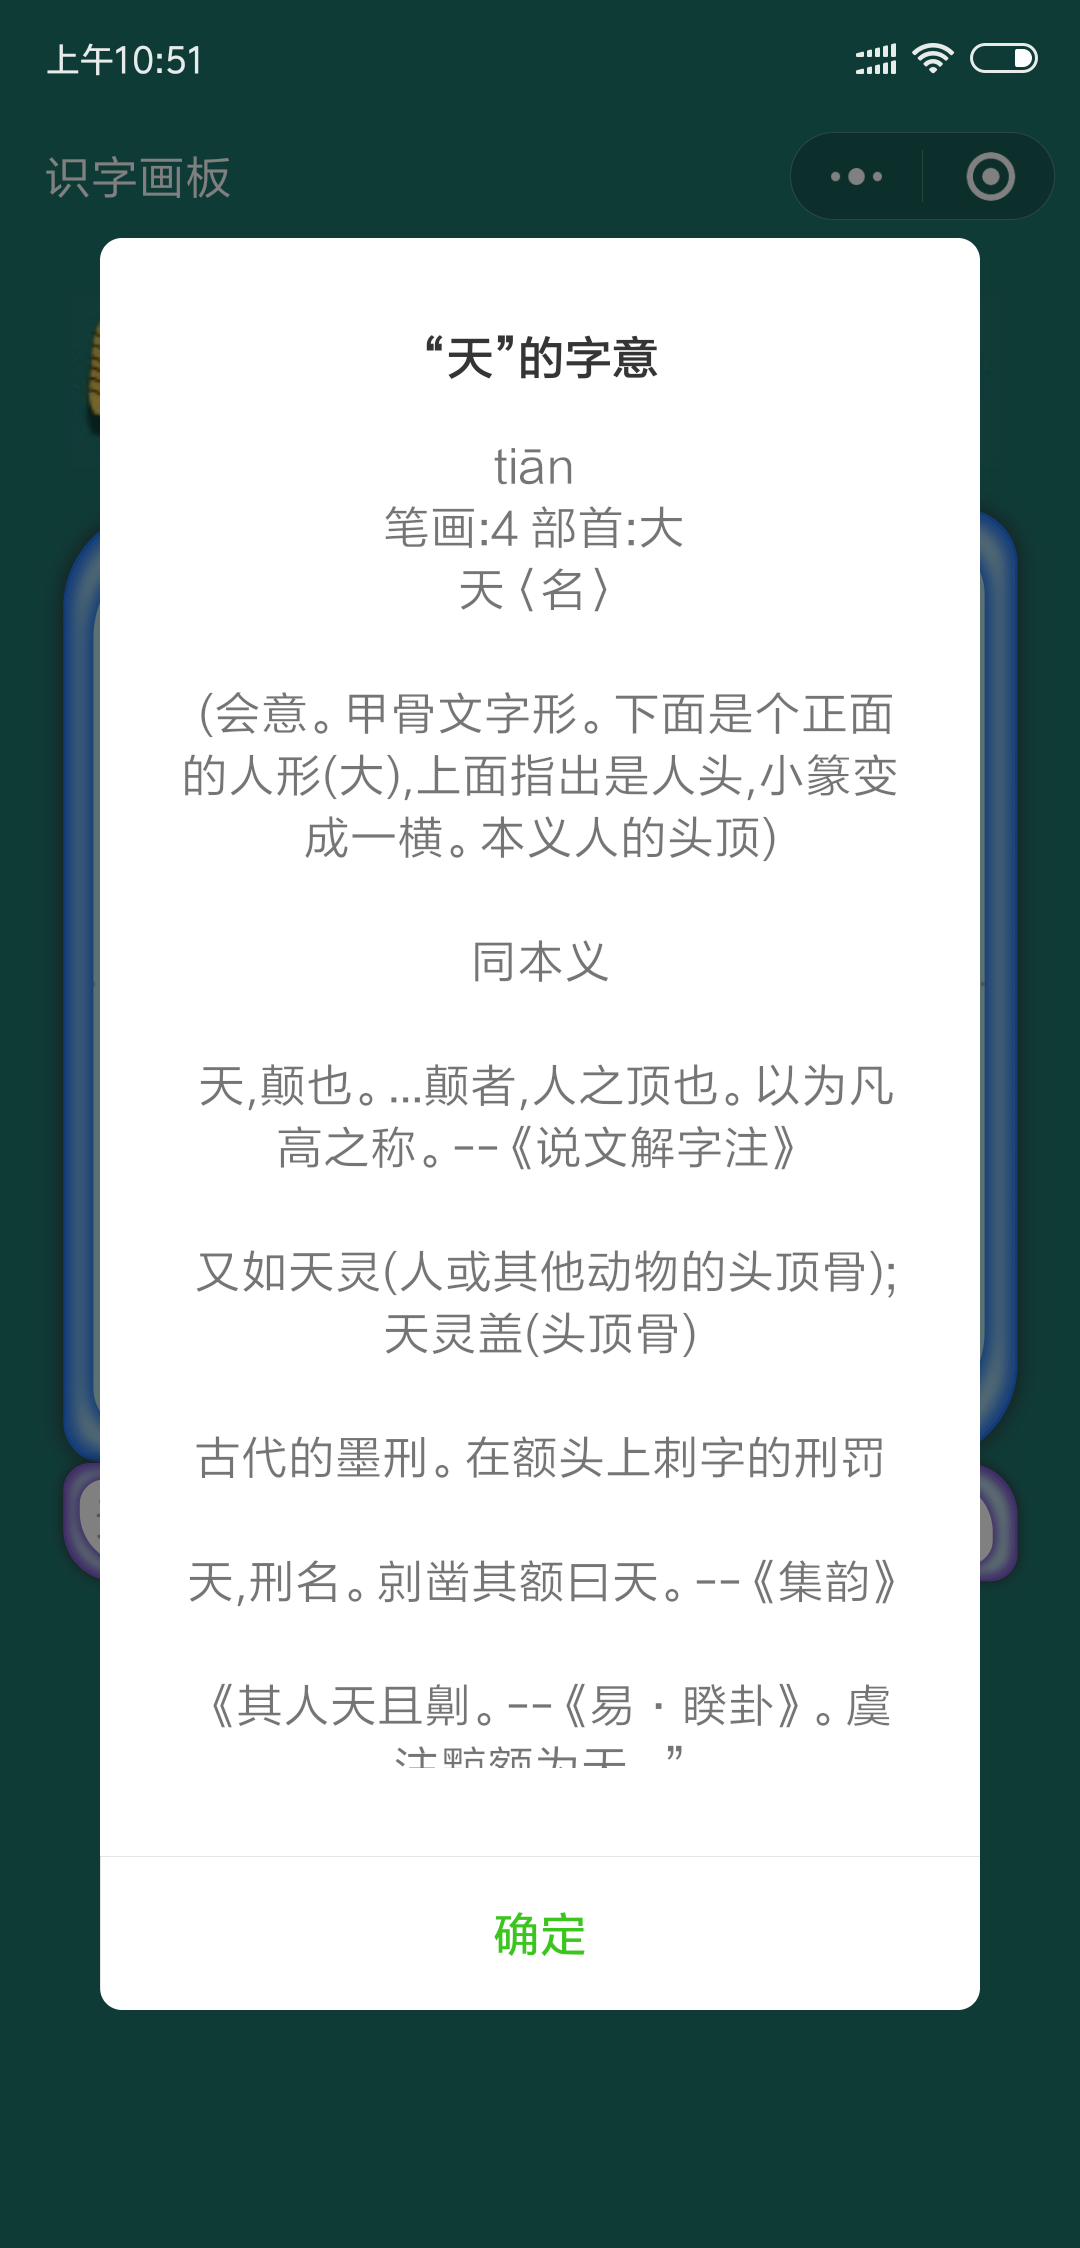 上午10:51
识字画板
“天”的字意
tiān
笔画:4 部首:大
天〈名〉
(会意。甲骨文字形。下面是个正面
的人形(大),上面指出是人头,小篆变
成一横。本义人的头顶)
同本义
天,颠也。...颠者,人之顶也。以为凡
高之称。--《说文解字注》
又如天灵(人或其他动物的头顶骨);
天灵盖(头顶骨)
古代的墨刑。在额头上刺字的刑罚
天,刑名。剠凿其额曰天。--《集韵》
《其人天且劓。--《易·睽卦》。虞
注黥额为天。”
确定